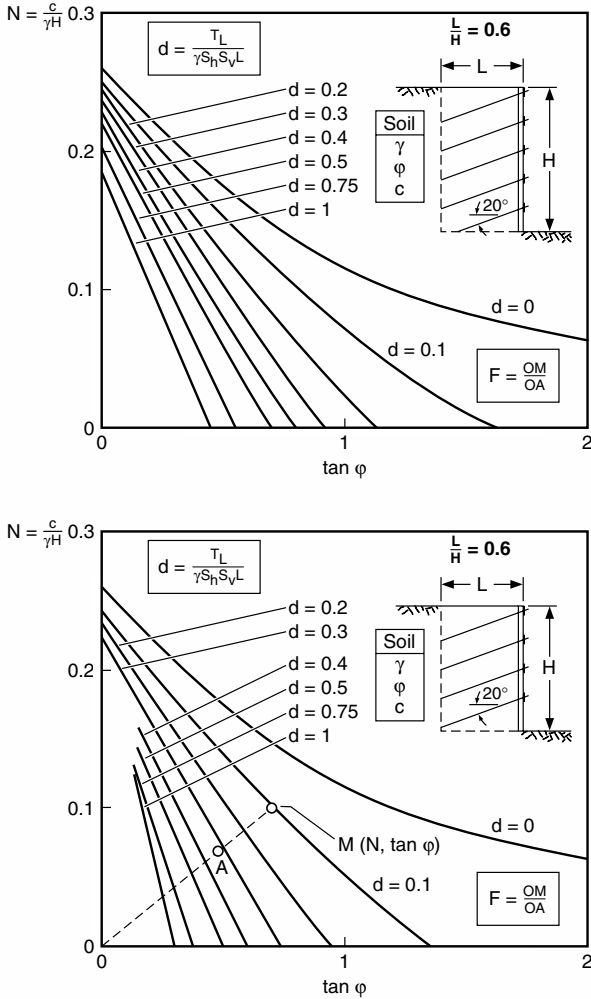 N = c/γH 0.3
d = T_L/γS_hS_vL
L/H = 0.6
L
H
Soil
γ
φ
c
20°
d = 0.2
d = 0.3
d = 0.4
d = 0.5
d = 0.75
d = 1
0.2
0.1
0
d = 0
d = 0.1
F = OM/OA
0
1
2
tan φ
N = c/γH 0.3
d = T_L/γS_hS_vL
L/H = 0.6
L
H
Soil
γ
φ
c
20°
d = 0.2
d = 0.3
d = 0.4
d = 0.5
d = 0.75
d = 1
0.2
0.1
0
A
M (N, tan φ)
d = 0
d = 0.1
F = OM/OA
0
1
2
tan φ